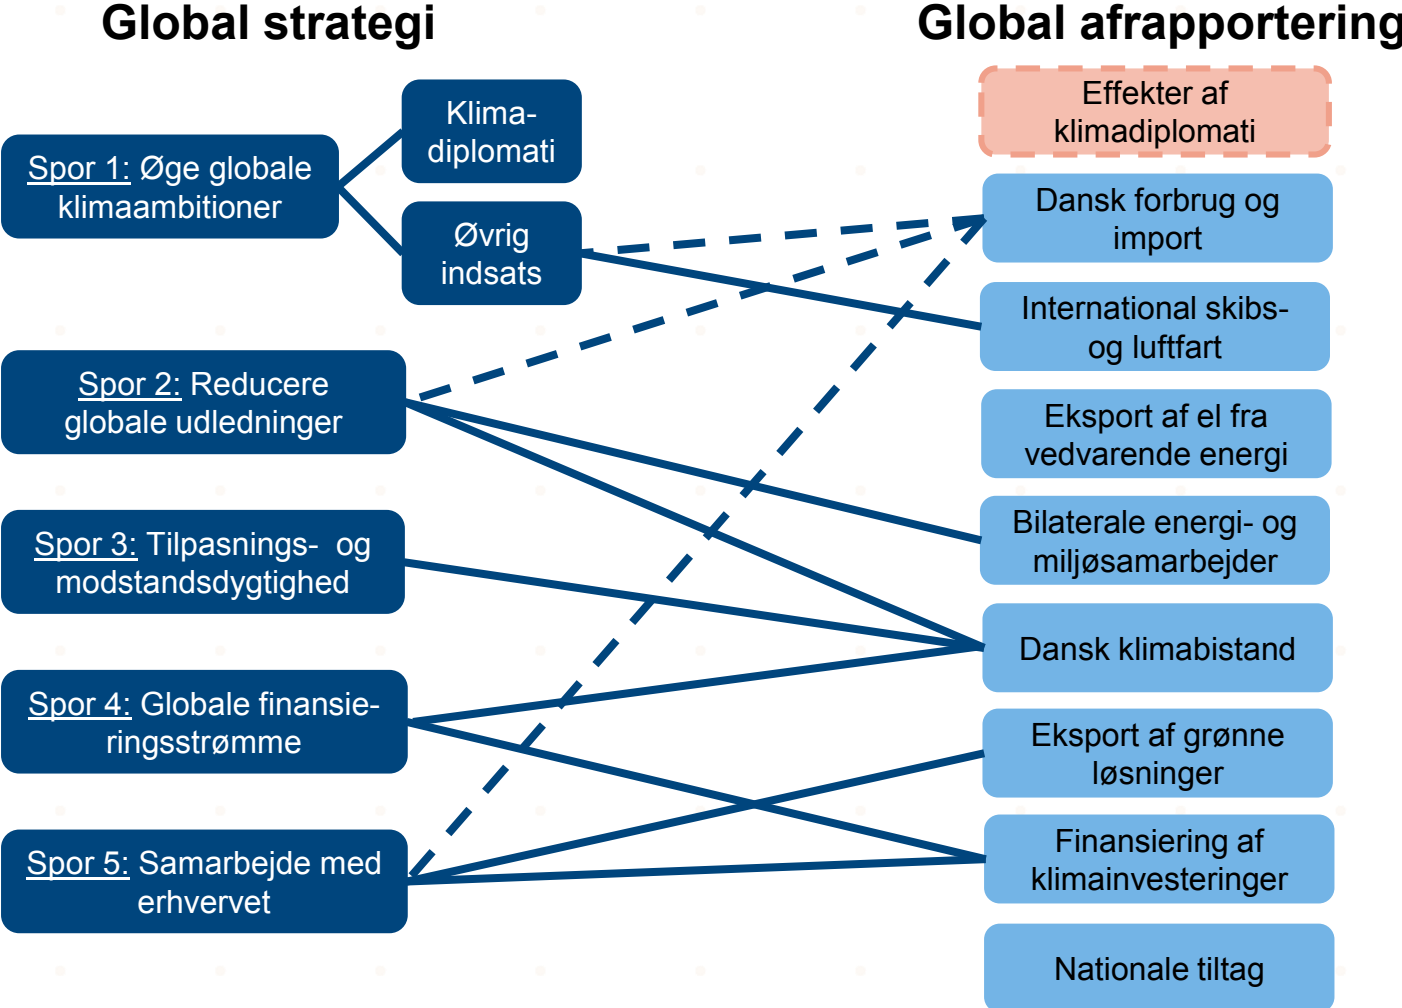 Global strategi
Spor 1: Øge globale
klimaambitioner
Klima-
diplomati
Øvrig
indsats
Spor 2: Reducere
globale udledninger
Spor 3: Tilpasnings- og
modstandsdygtighed
Spor 4: Globale finansie-
ringsstrømme
Spor 5: Samarbejde med
erhvervet
Global afrapportering
Effekter af
klimadiplomati
Dansk forbrug og
import
International skibs-
og luftfart
Eksport af el fra
vedvarende energi
Bilaterale energi- og
miljøsamarbejder
Dansk klimabistand
Eksport af grønne
løsninger
Finansiering af
klimainvesteringer
Nationale tiltag